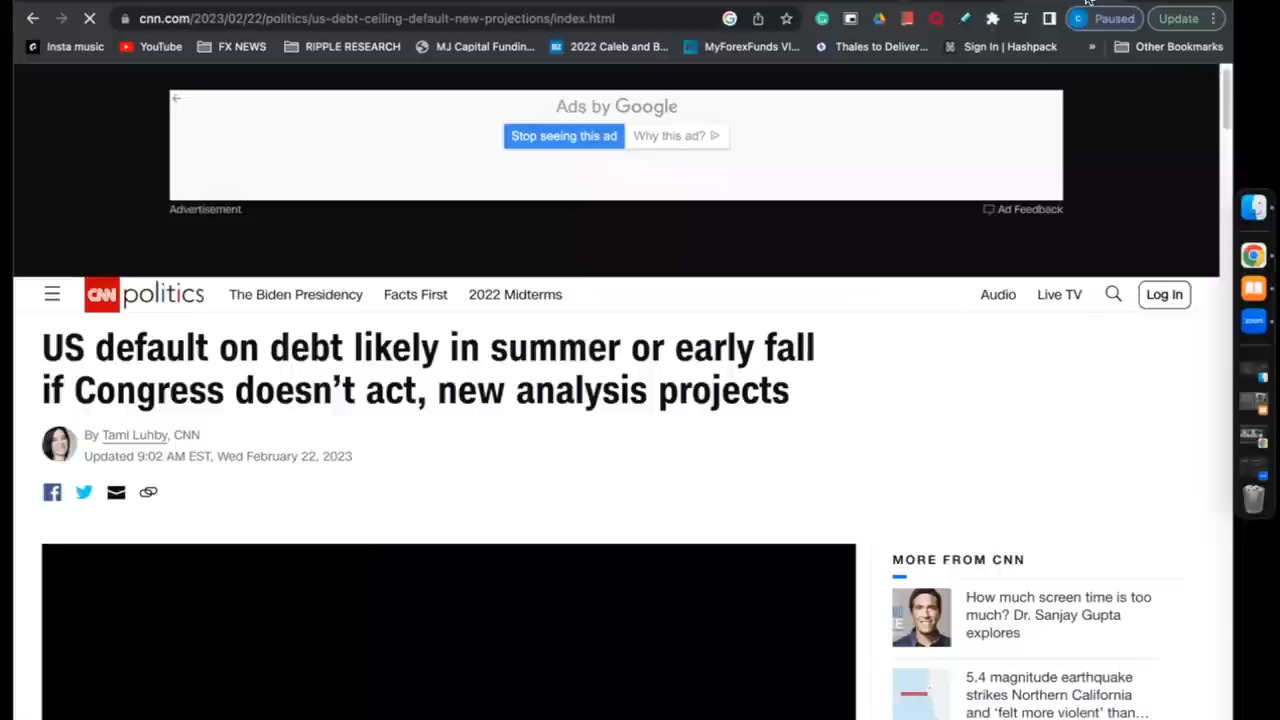 cnn.com/2023/02/22/politics/us-debt-ceiling-default-new-projections/index.html
C Paused
Update
Insta music
YouTube
FX NEWS
RIPPLE RESEARCH
MJ Capital Fundin...
2022 Caleb and B...
MyForexFunds VI...
Thales to Deliver...
Sign In | Hashpack
»
Other Bookmarks
Ads by Google
Stop seeing this ad
Why this ad?
Advertisement
Ad Feedback
CNN politics
The Biden Presidency
Facts First
2022 Midterms
Audio
Live TV
Log In
US default on debt likely in summer or early fall
if Congress doesn’t act, new analysis projects
By Tami Luhby, CNN
Updated 9:02 AM EST, Wed February 22, 2023
MORE FROM CNN
How much screen time is too
much? Dr. Sanjay Gupta
explores
5.4 magnitude earthquake
strikes Northern California
and ‘felt more violent’ than...
zoom